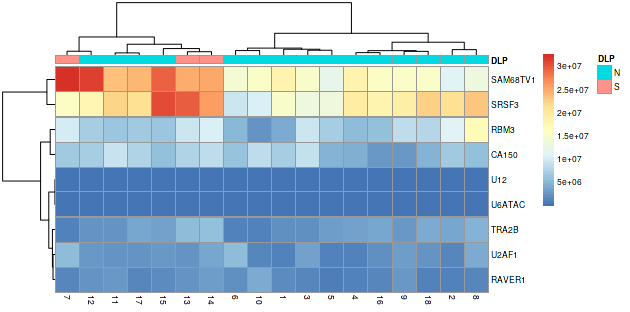 DLP
DLP
SAM68TV1
N
SRSF3
S
RBM3
CA150
U12
U6ATAC
TRA2B
U2AF1
RAVER1
3e+07
2.5e+07
2e+07
1.5e+07
1e+07
5e+06
7 12 11 17 15 13 14 6 10 1 3 5 4 16 9 18 2 8